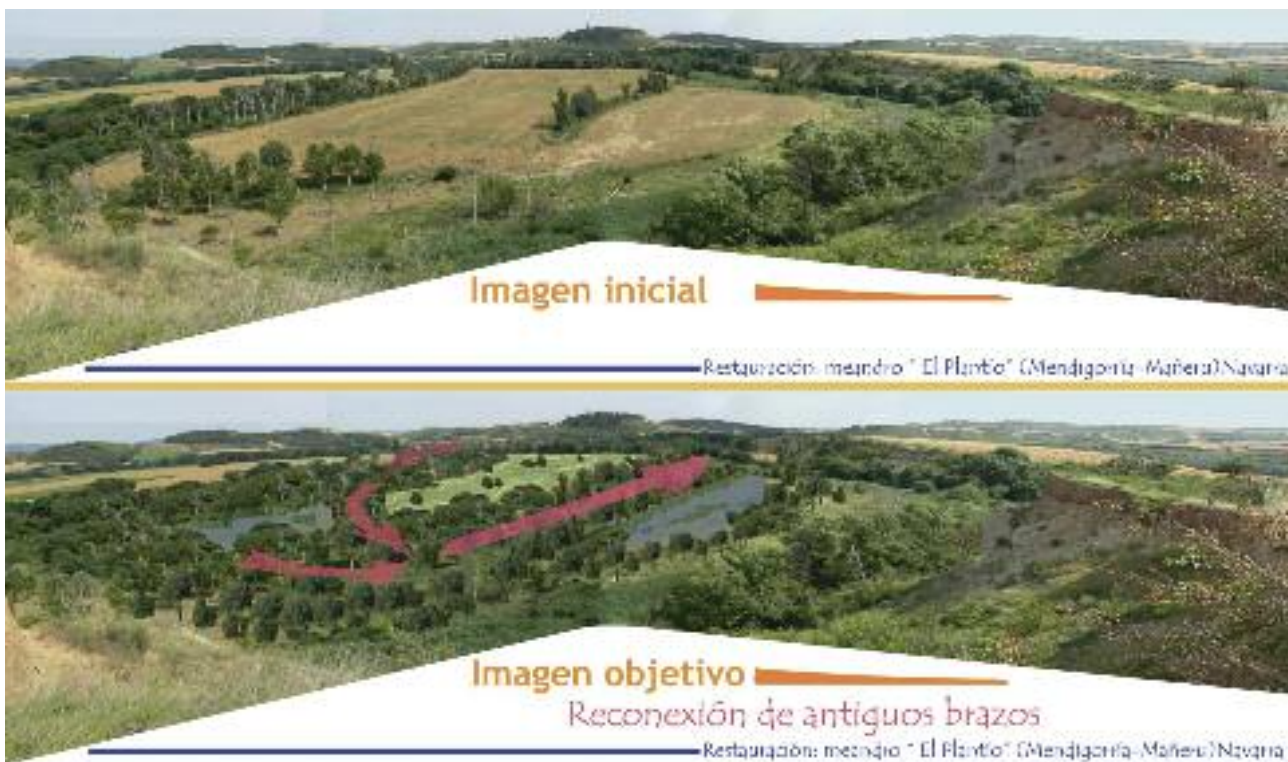 Imagen inicial
Restauración: meandro " El Plantío" (Mendigorría-Mañeru) Navarra
Imagen objetivo
Reconexión de antiguos brazos
Restauración: meandro " El Plantío" (Mendigorría-Mañeru) Navarra